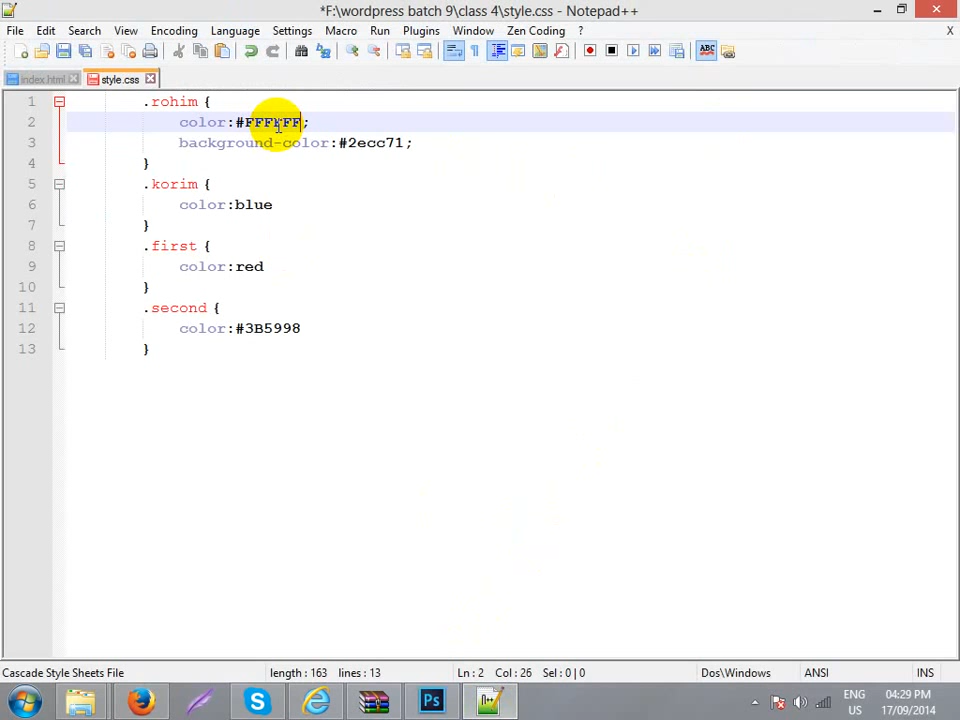 *F:\wordpress batch 9\class 4\style.css - Notepad++
File Edit Search View Encoding Language Settings Macro Run Plugins Window Zen Coding ? X
index.html style.css
1 .rohim {
2 color:#FFFFFF;
3 background-color:#2ecc71;
4 }
5 .korim {
6 color:blue
7 }
8 .first {
9 color:red
10 }
11 .second {
12 color:#3B5998
13 }
Cascade Style Sheets File length : 163 lines : 13 Ln : 2 Col : 26 Sel : 0 | 0 Dos\Windows ANSI INS
ENG 04:29 PM
US 17/09/2014